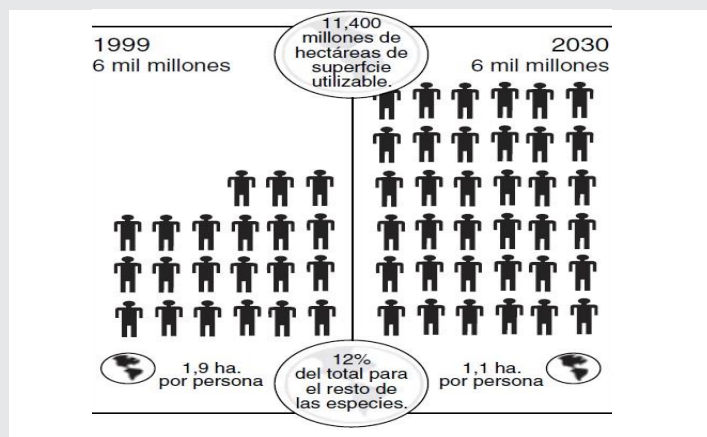 11,400
millones de
hectáreas de
superfcie
utilizable.
1999
6 mil millones
2030
6 mil millones
1,9 ha.
por persona
12%
del total para
el resto de
las especies.
1,1 ha.
por persona